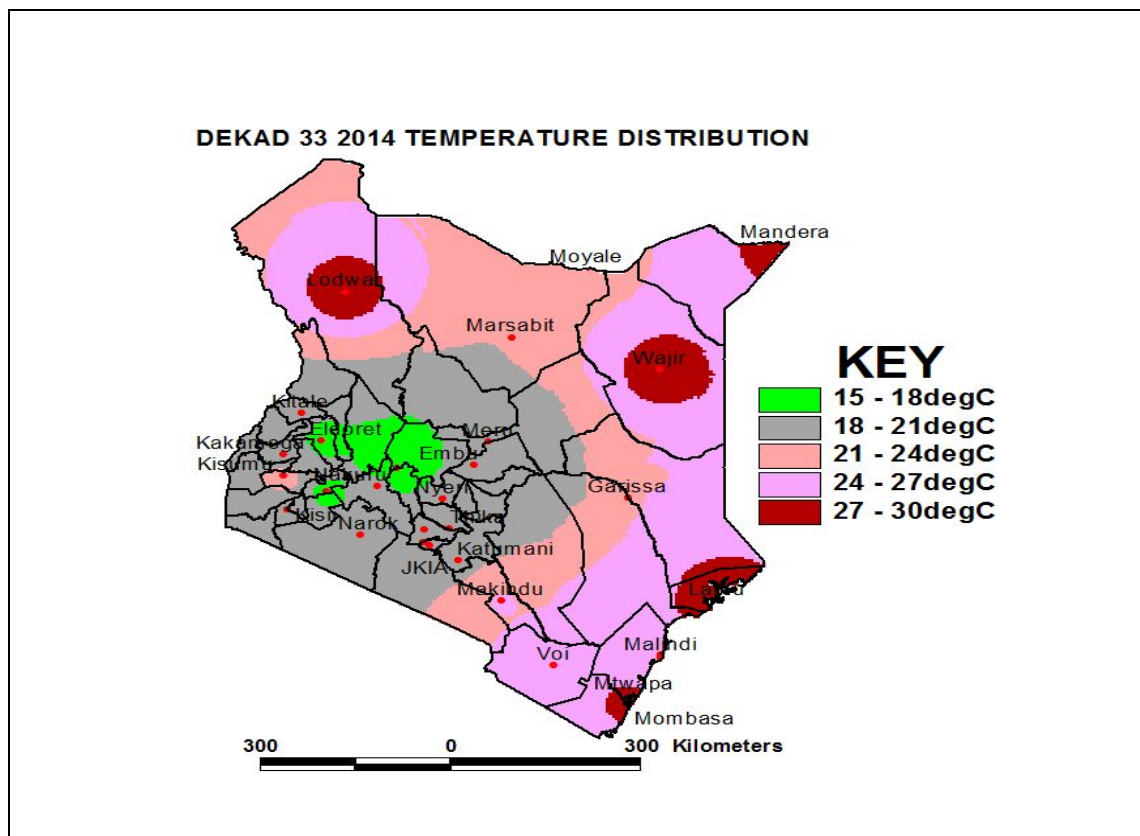 DEKAD 33 2014 TEMPERATURE DISTRIBUTION
Mandera
Moyale
Lodwar
Marsabit
Wajir
KEY
15 - 18degC
18 - 21degC
21 - 24degC
24 - 27degC
27 - 30degC
Kitale
Eldoret
Meru
Kakamega
Embu
Kisumu
Nakuru
Nyeri
Garissa
Kisii
Narok
Thika
JKIA
Katumani
Makindu
Lamu
Voi
Malindi
Mtwapa
Mombasa
300 0 300 Kilometers